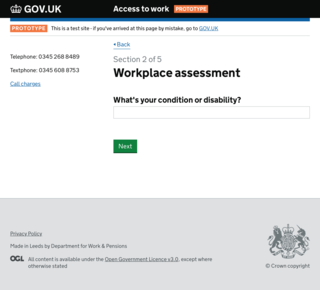 GOV.UK
Access to work PROTOTYPE
PROTOTYPE This is a test site - if you've arrived at this page by mistake, go to GOV.UK
Back
Telephone: 0345 268 8489
Textphone: 0345 608 8753
Call charges
Section 2 of 5
Workplace assessment
What's your condition or disability?
Next
Privacy Policy
Made in Leeds by Department for Work & Pensions
OGL All content is available under the Open Government Licence v3.0, except where
otherwise stated
© Crown copyright